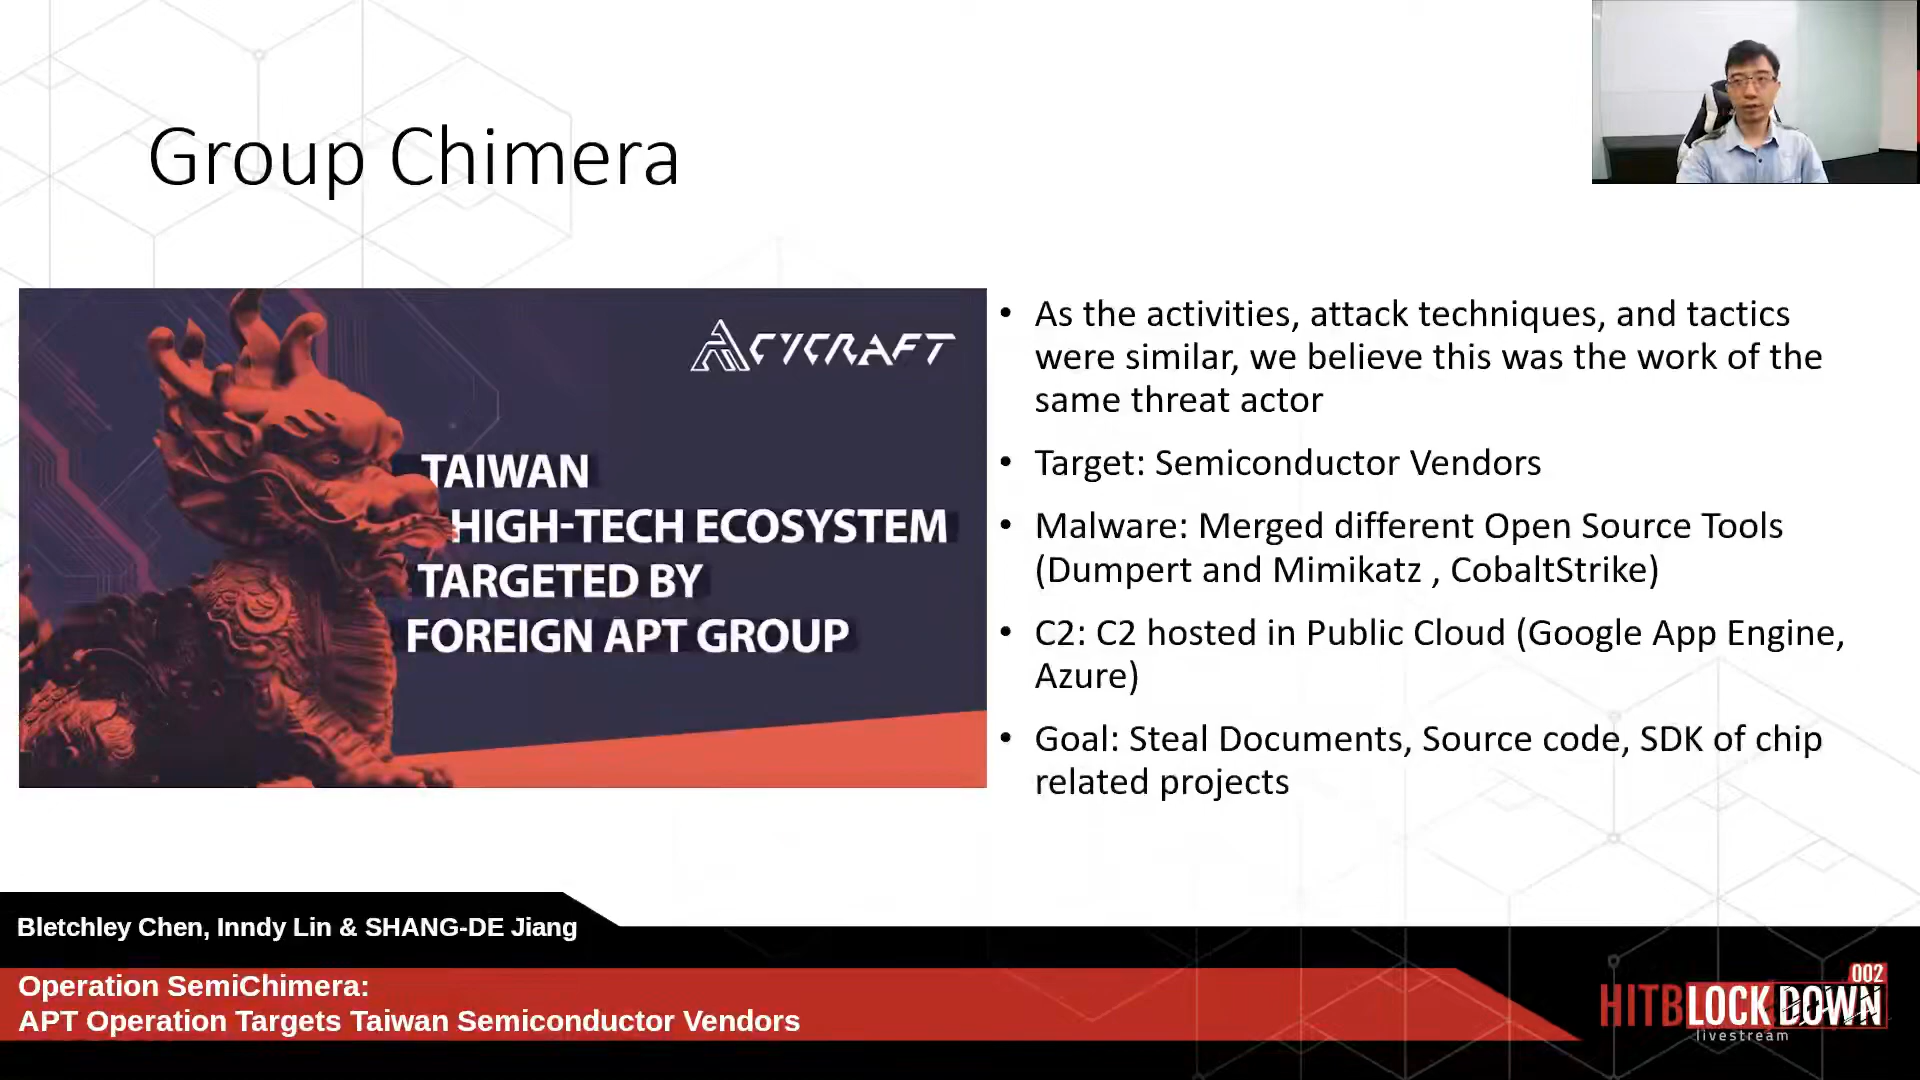 Group Chimera
CYCRAFT
TAIWAN
HIGH-TECH ECOSYSTEM
TARGETED BY
FOREIGN APT GROUP
• As the activities, attack techniques, and tactics
were similar, we believe this was the work of the
same threat actor
• Target: Semiconductor Vendors
• Malware: Merged different Open Source Tools
(Dumpert and Mimikatz , CobaltStrike)
• C2: C2 hosted in Public Cloud (Google App Engine,
Azure)
• Goal: Steal Documents, Source code, SDK of chip
related projects
Bletchley Chen, Inndy Lin & SHANG-DE Jiang
Operation SemiChimera:
APT Operation Targets Taiwan Semiconductor Vendors
002
HITBLOCKDOWN
livestream